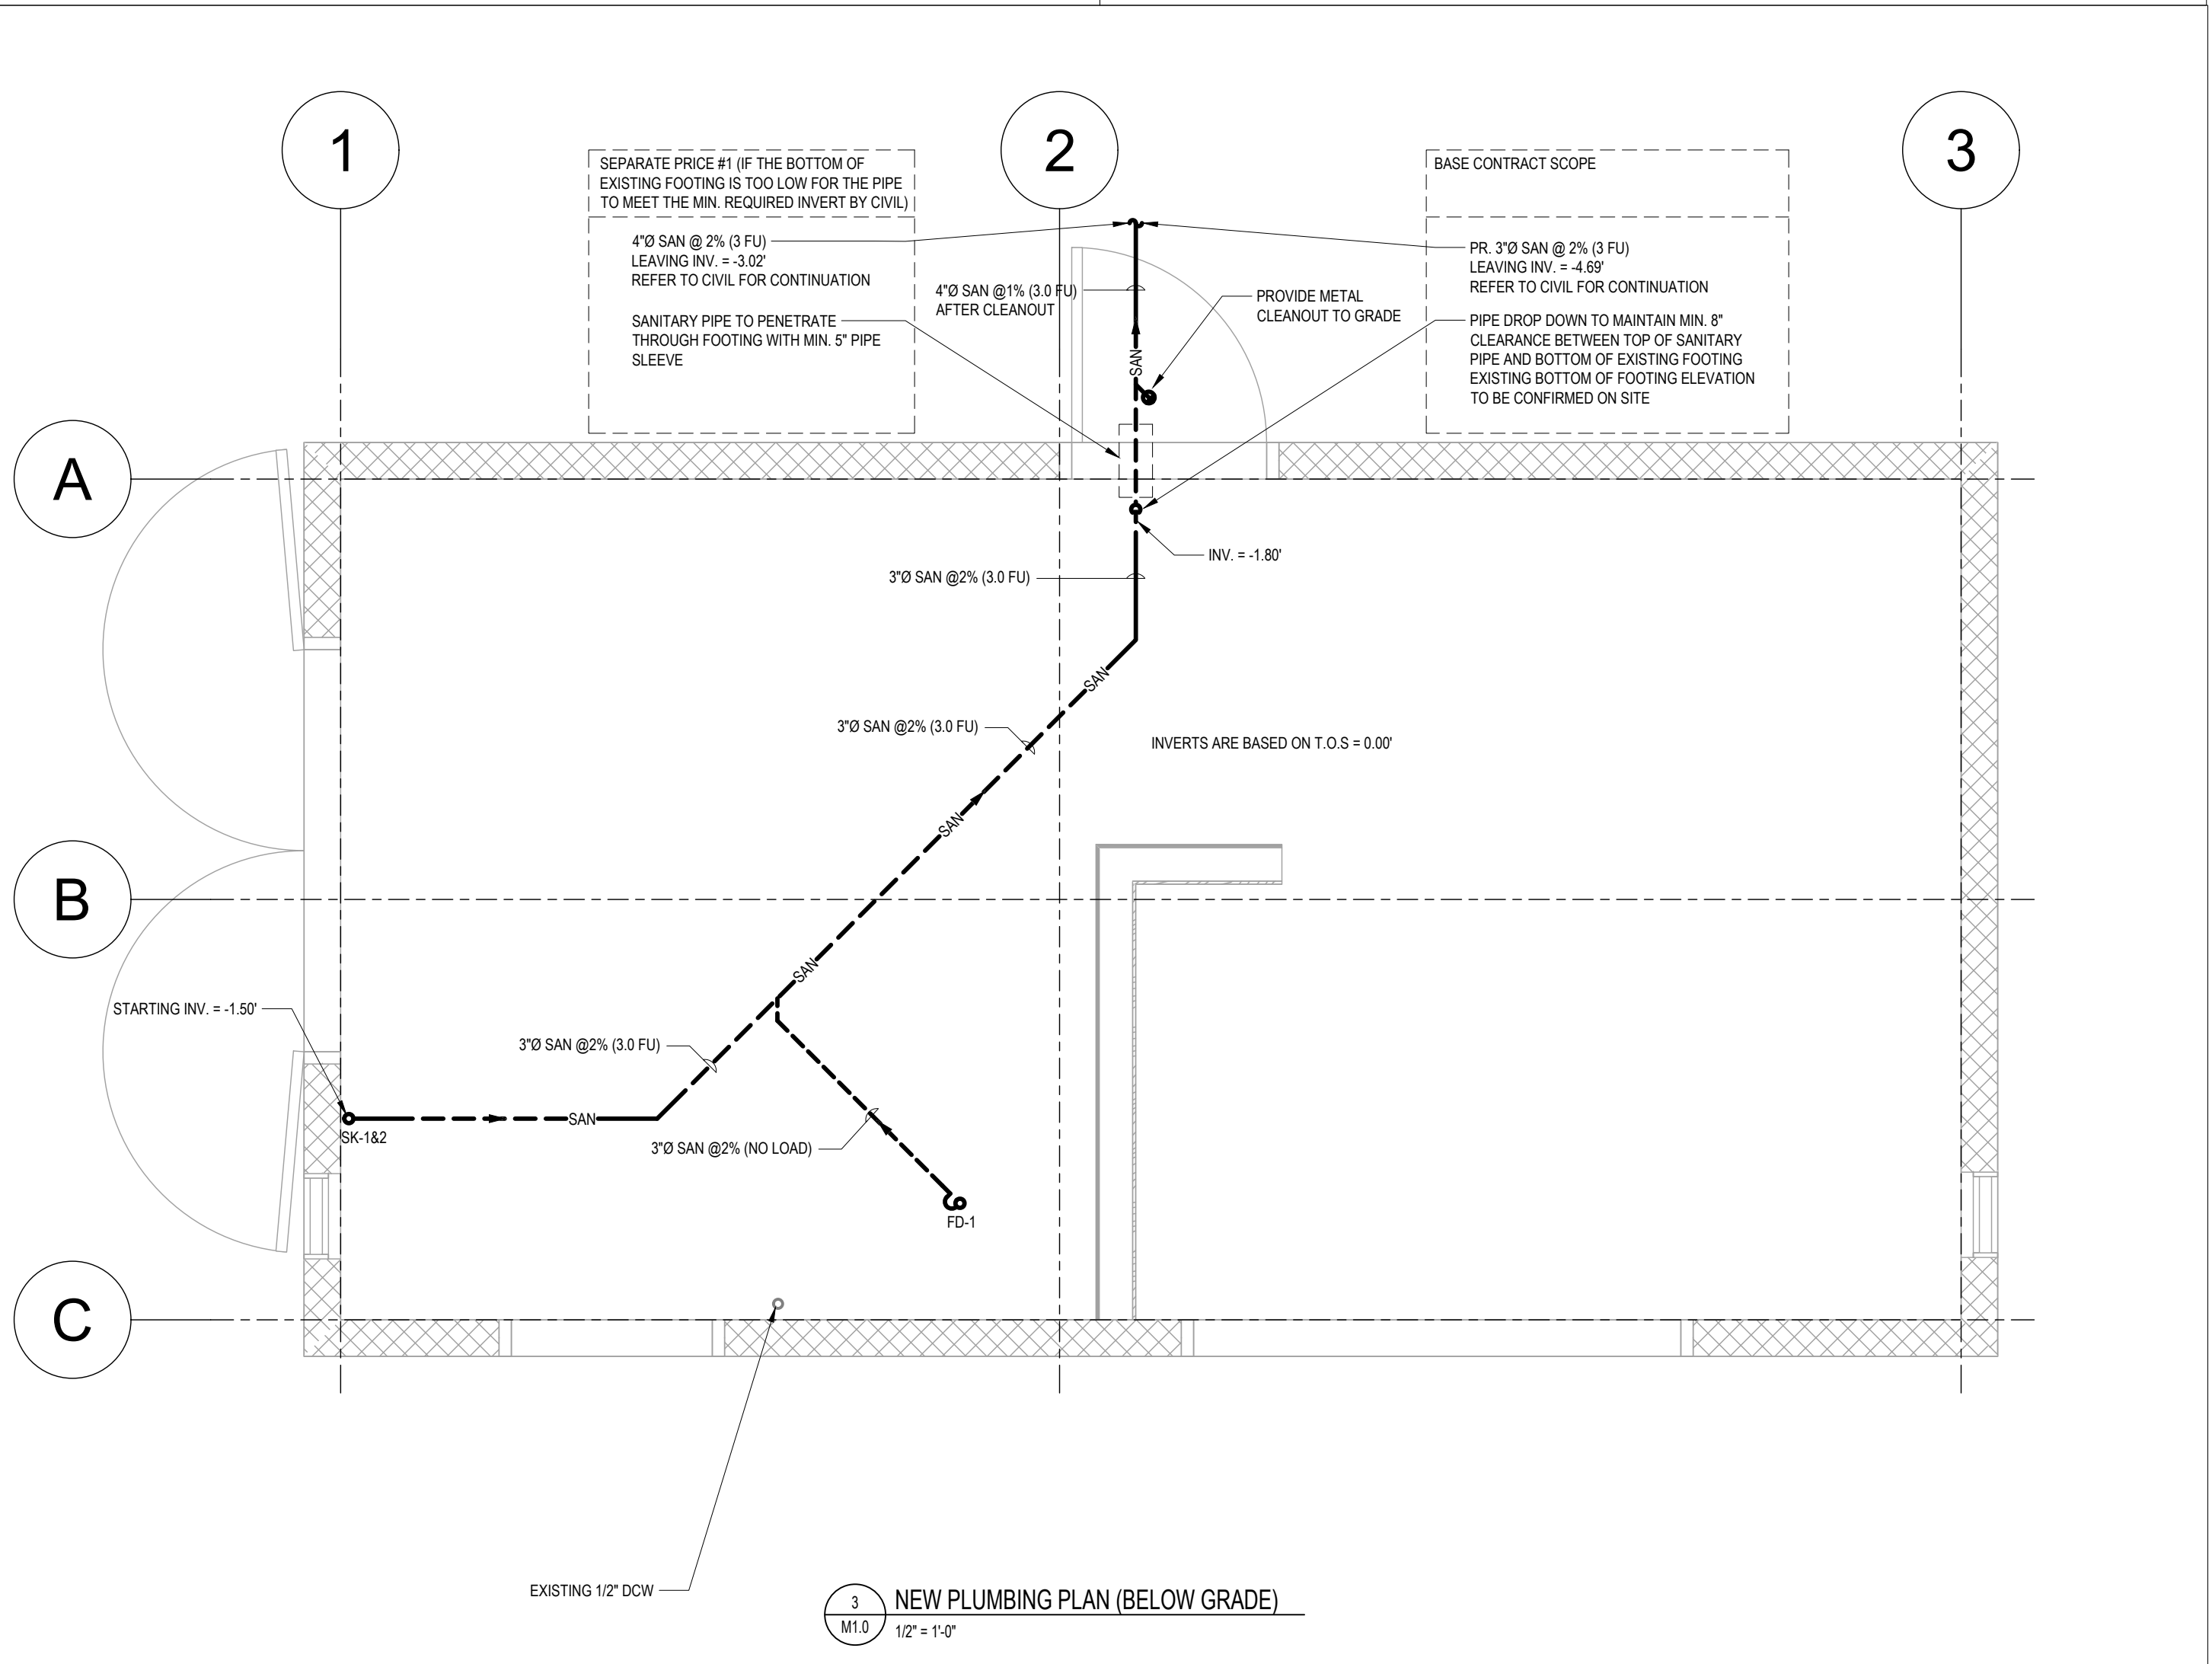 1
2
3
SEPARATE PRICE #1 (IF THE BOTTOM OF
EXISTING FOOTING IS TOO LOW FOR THE PIPE
TO MEET THE MIN. REQUIRED INVERT BY CIVIL)
4"Ø SAN @ 2% (3 FU)
LEAVING INV. = -3.02'
REFER TO CIVIL FOR CONTINUATION
SANITARY PIPE TO PENETRATE
THROUGH FOOTING WITH MIN. 5" PIPE
SLEEVE
4"Ø SAN @1% (3.0 FU)
AFTER CLEANOUT
PROVIDE METAL
CLEANOUT TO GRADE
BASE CONTRACT SCOPE
PR. 3"Ø SAN @ 2% (3 FU)
LEAVING INV. = -4.69'
REFER TO CIVIL FOR CONTINUATION
PIPE DROP DOWN TO MAINTAIN MIN. 8"
CLEARANCE BETWEEN TOP OF SANITARY
PIPE AND BOTTOM OF EXISTING FOOTING
EXISTING BOTTOM OF FOOTING ELEVATION
TO BE CONFIRMED ON SITE
SAN
A
INV. = -1.80'
3"Ø SAN @2% (3.0 FU)
SAN
3"Ø SAN @2% (3.0 FU)
INVERTS ARE BASED ON T.O.S = 0.00'
SAN
B
SAN
STARTING INV. = -1.50'
3"Ø SAN @2% (3.0 FU)
SAN
SK-1&2
3"Ø SAN @2% (NO LOAD)
FD-1
C
EXISTING 1/2" DCW
3
M1.0
NEW PLUMBING PLAN (BELOW GRADE)
1/2" = 1'-0"